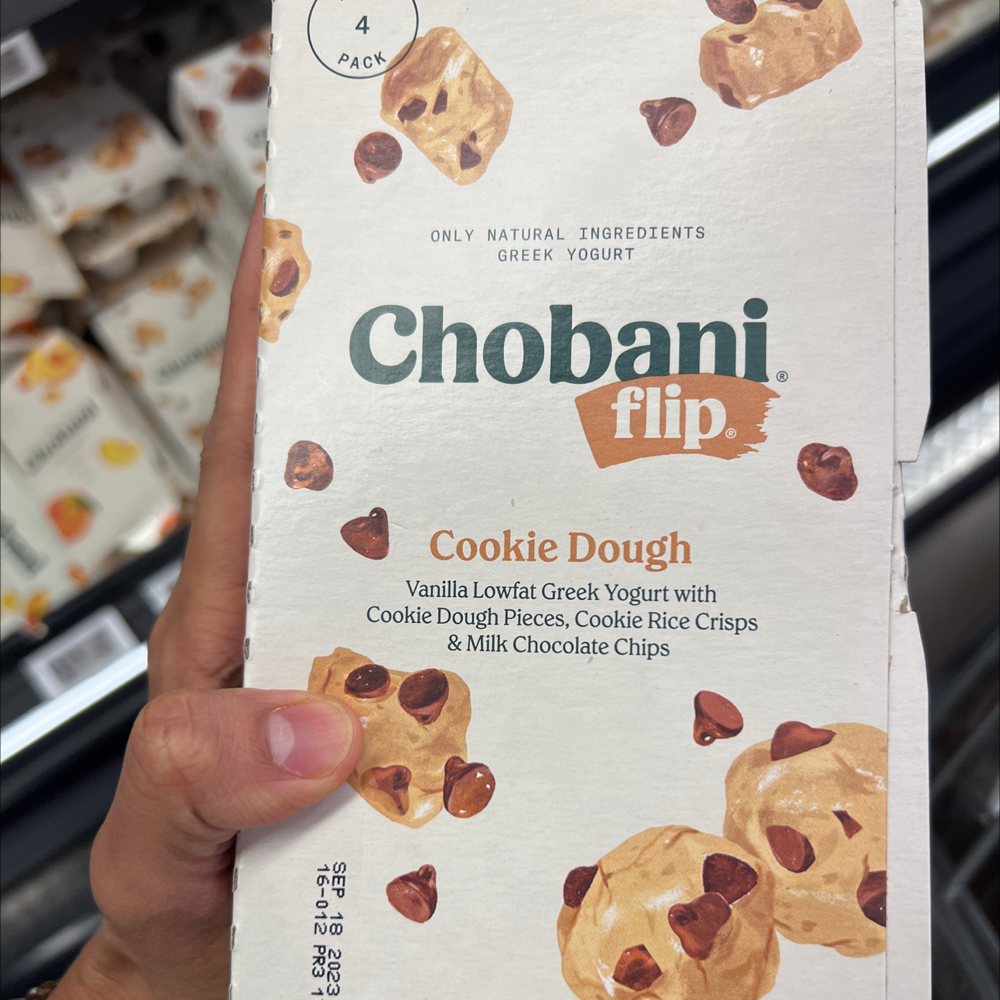 4
PACK
ONLY NATURAL INGREDIENTS
GREEK YOGURT
Chobani®
flip®
Cookie Dough
Vanilla Lowfat Greek Yogurt with
Cookie Dough Pieces, Cookie Rice Crisps
& Milk Chocolate Chips
SEP 18 2023
16-012 PR3 1